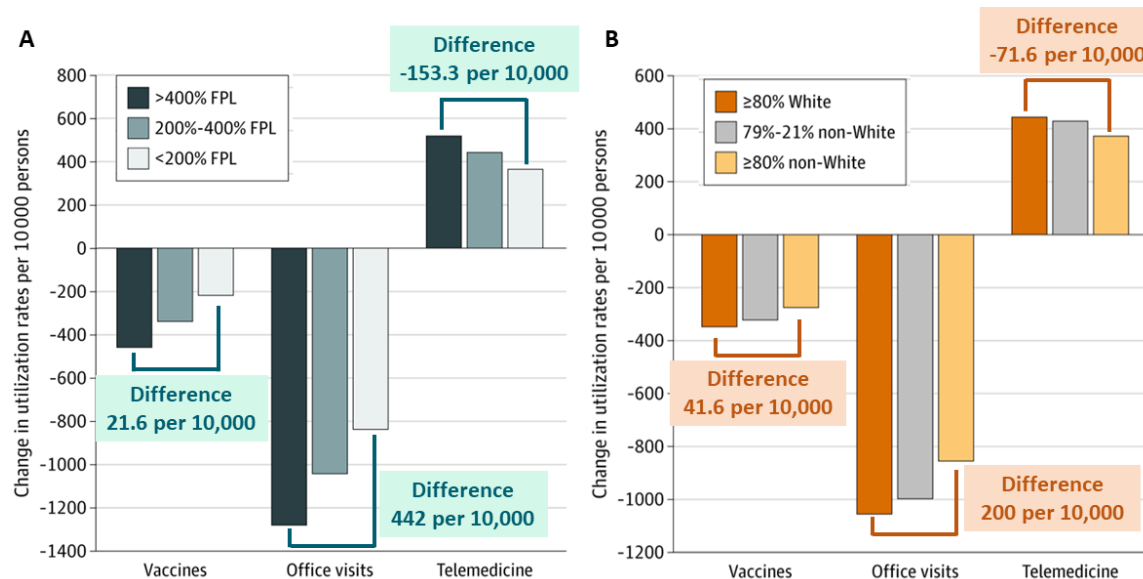 A
Difference
-153.3 per 10,000
Change in utilization rates per 10 000 persons
800
600
400
200
0
-200
-400
-600
-800
-1000
-1200
-1400
>400% FPL
200%-400% FPL
<200% FPL
Difference
21.6 per 10,000
Difference
442 per 10,000
Vaccines
Office visits
Telemedicine
B
Difference
-71.6 per 10,000
Change in utilization rates per 10 000 persons
600
400
200
0
-200
-400
-600
-800
-1000
-1200
≥80% White
79%-21% non-White
≥80% non-White
Difference
41.6 per 10,000
Difference
200 per 10,000
Vaccines
Office visits
Telemedicine